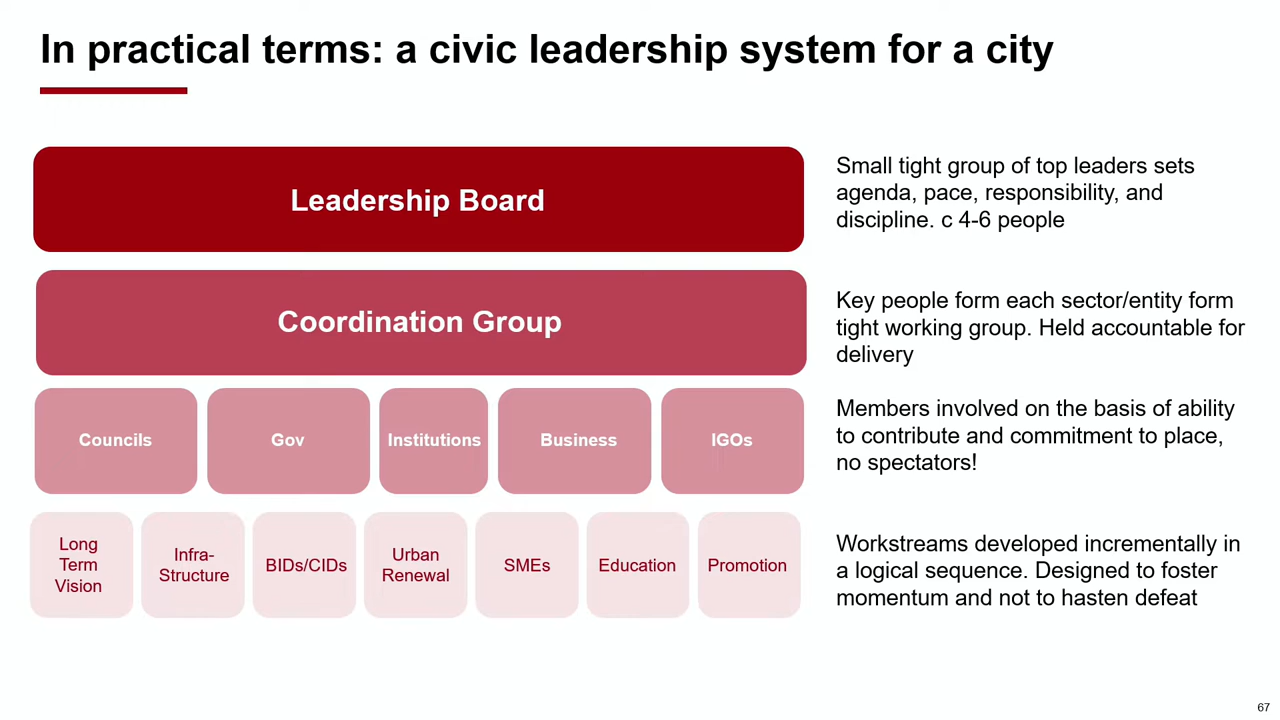 In practical terms: a civic leadership system for a city
Leadership Board
Small tight group of top leaders sets
agenda, pace, responsibility, and
discipline. c 4-6 people
Coordination Group
Key people form each sector/entity form
tight working group. Held accountable for
delivery
Councils
Gov
Institutions
Business
IGOs
Members involved on the basis of ability
to contribute and commitment to place,
no spectators!
Long
Term
Vision
Infra-
Structure
BIDs/CIDs
Urban
Renewal
SMEs
Education
Promotion
Workstreams developed incrementally in
a logical sequence. Designed to foster
momentum and not to hasten defeat
67